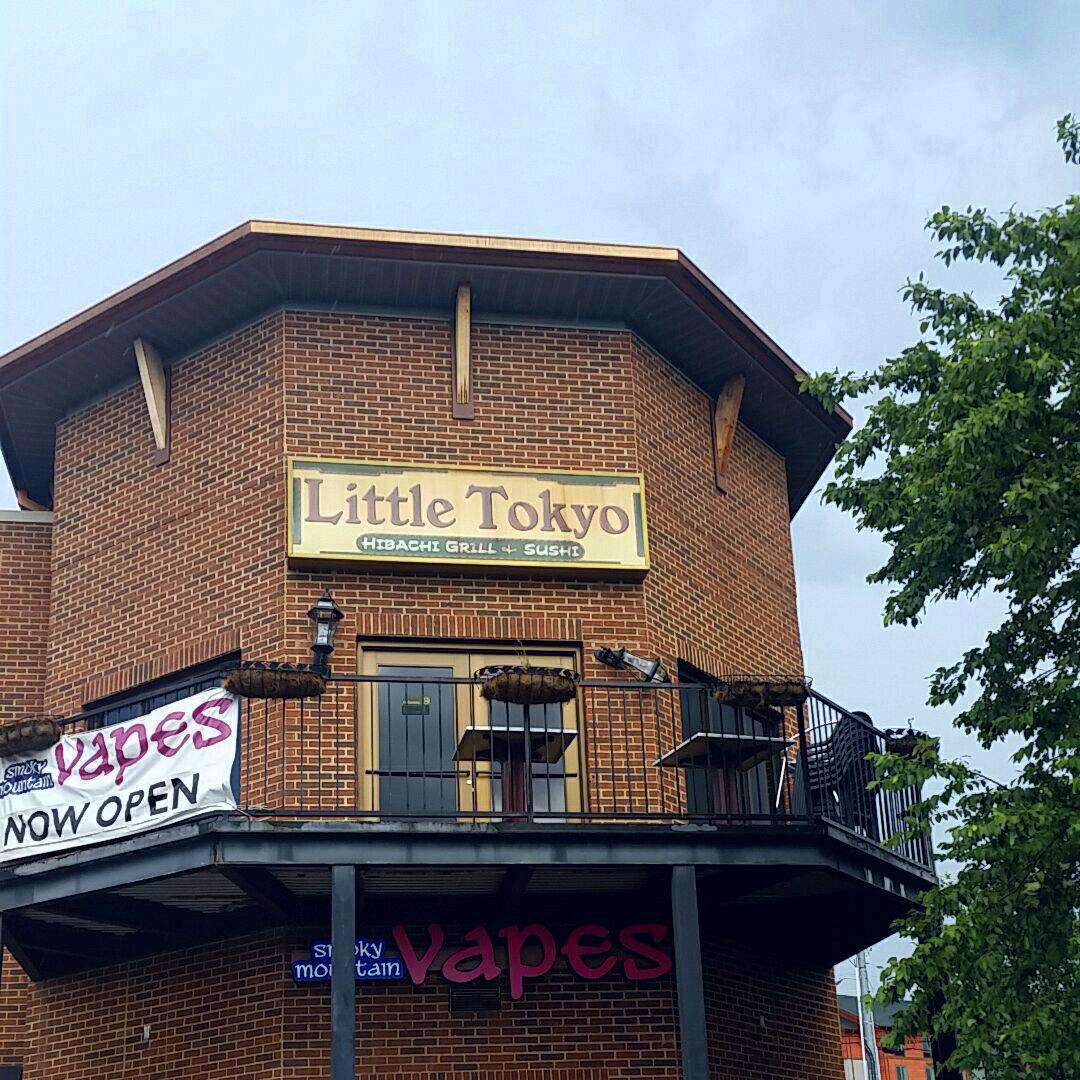 Little Tokyo
HIBACHI GRILL + SUSHI
smoky
mountain
vapes
NOW OPEN
smoky
mountain
vapes